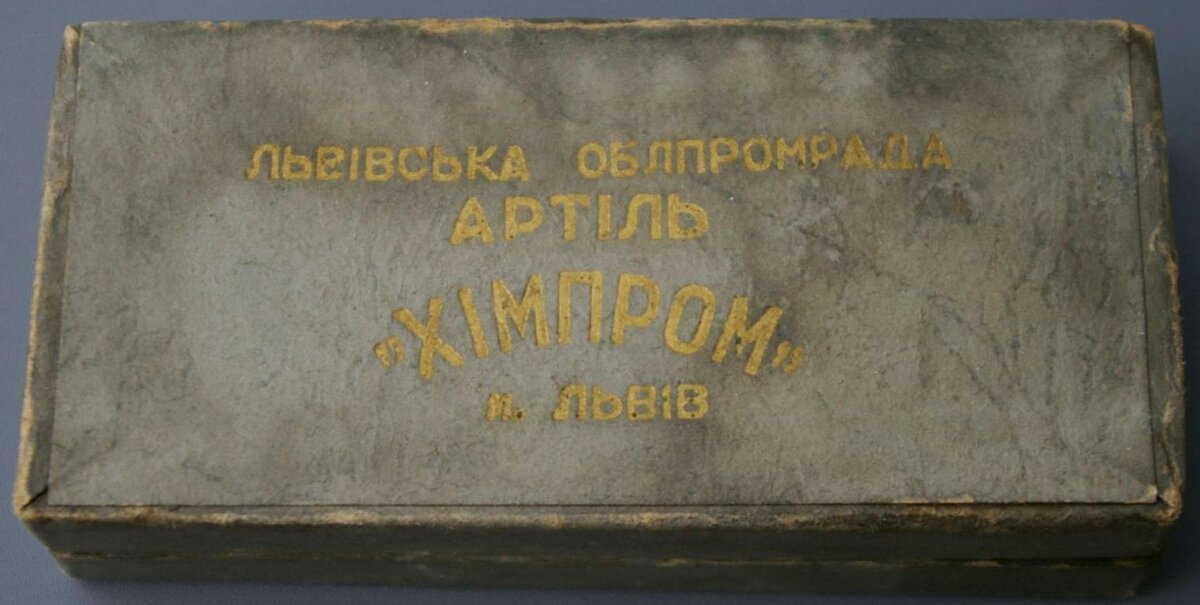 ЛЬВІВСЬКА ОБЛПРОМРАДА
АРТІЛЬ
"ХІМПРОМ"
м. ЛЬВІВ